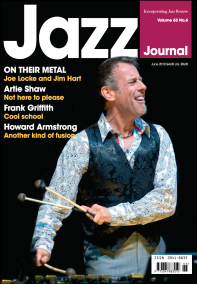 Incorporating Jazz Review
Jazz
Volume 63 No.6
Journal
ON THEIR METAL
Joe Locke and Jim Hart
Artie Shaw
Not here to please
Frank Griffith
Cool school
Howard Armstrong
Another kind of fusion